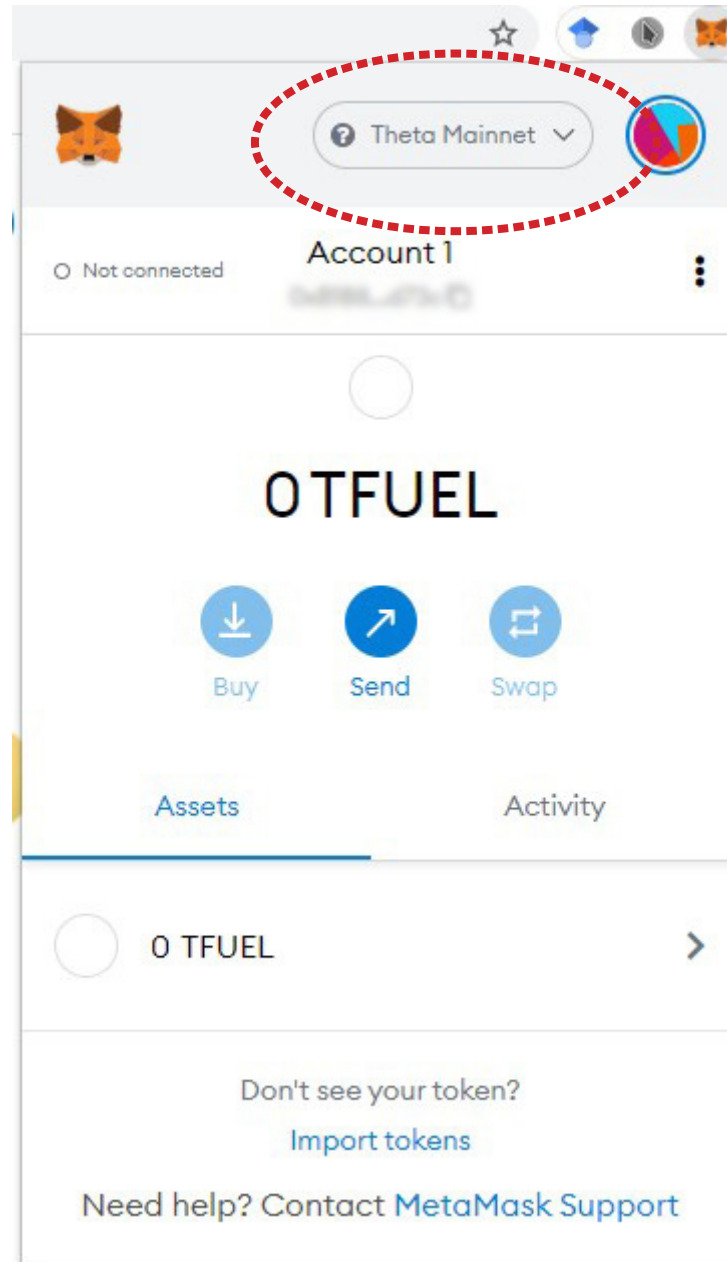 Theta Mainnet
Not connected
Account 1
0 TFUEL
Buy
Send
Swap
Assets
Activity
0 TFUEL
Don't see your token?
Import tokens
Need help? Contact MetaMask Support